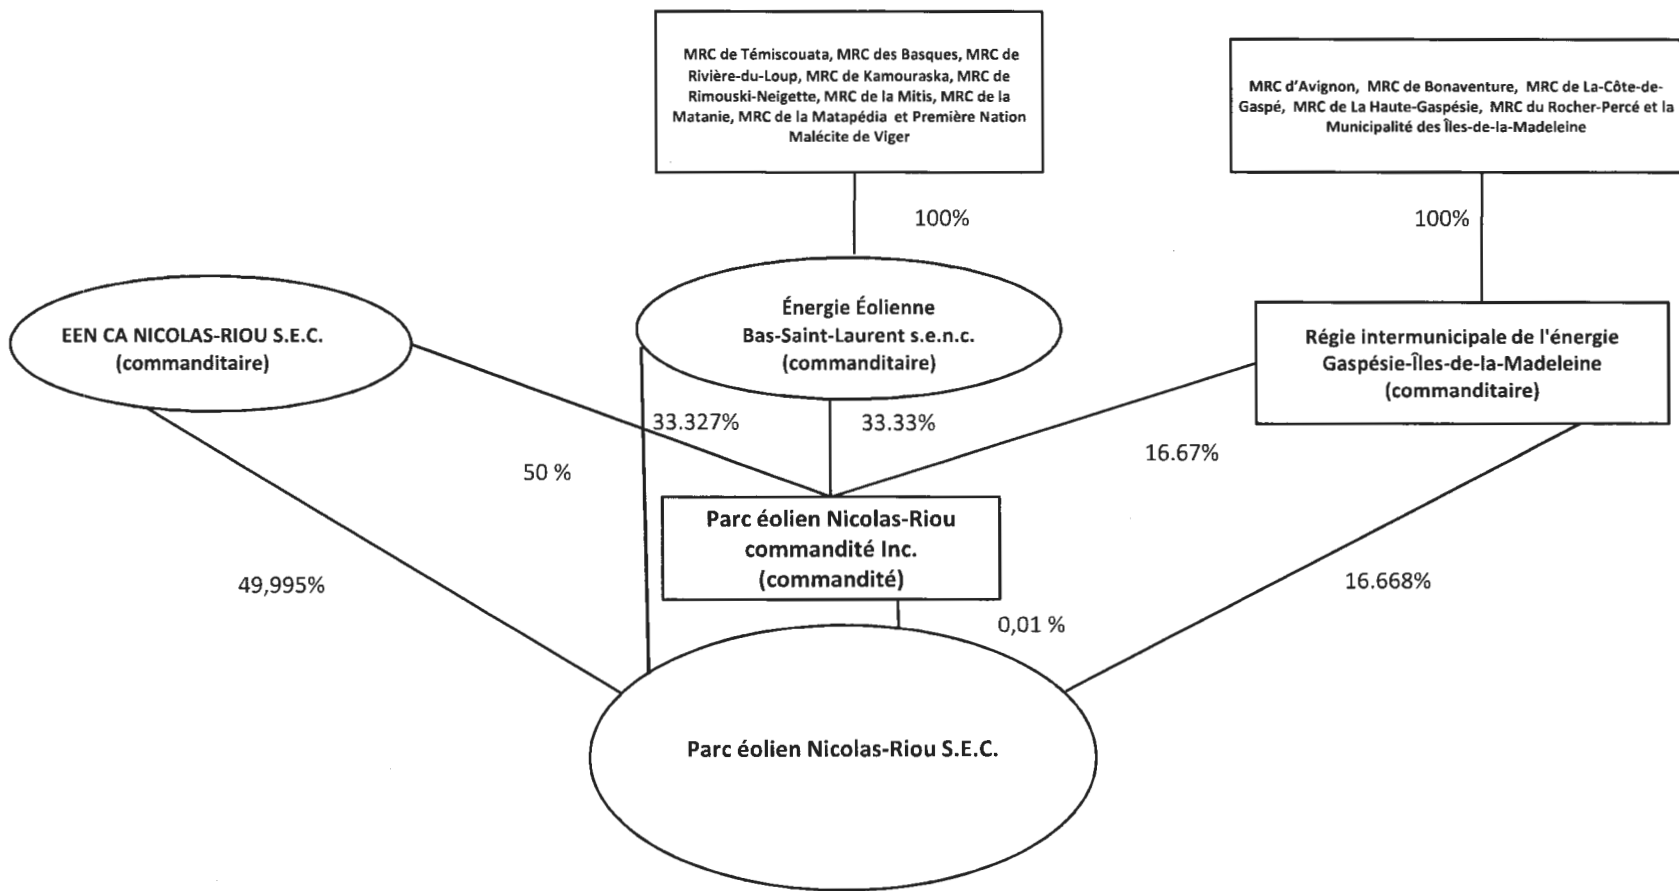 MRC de Témiscouata, MRC des Basques, MRC de
Rivière-du-Loup, MRC de Kamouraska, MRC de
Rimouski-Neigette, MRC de la Mitis, MRC de la
Matanie, MRC de la Matapédia et Première Nation
Malécite de Viger
MRC d'Avignon, MRC de Bonaventure, MRC de La-Côte-de-
Gaspé, MRC de La Haute-Gaspésie, MRC du Rocher-Percé et la
Municipalité des Îles-de-la-Madeleine
100%
100%
EEN CA NICOLAS-RIOU S.E.C.
(commanditaire)
Énergie Éolienne
Bas-Saint-Laurent s.e.n.c.
(commanditaire)
Régie intermunicipale de l'énergie
Gaspésie-Îles-de-la-Madeleine
(commanditaire)
33.327%
33.33%
16.67%
50 %
Parc éolien Nicolas-Riou
commandité Inc.
(commandité)
49,995%
16.668%
0,01 %
Parc éolien Nicolas-Riou S.E.C.